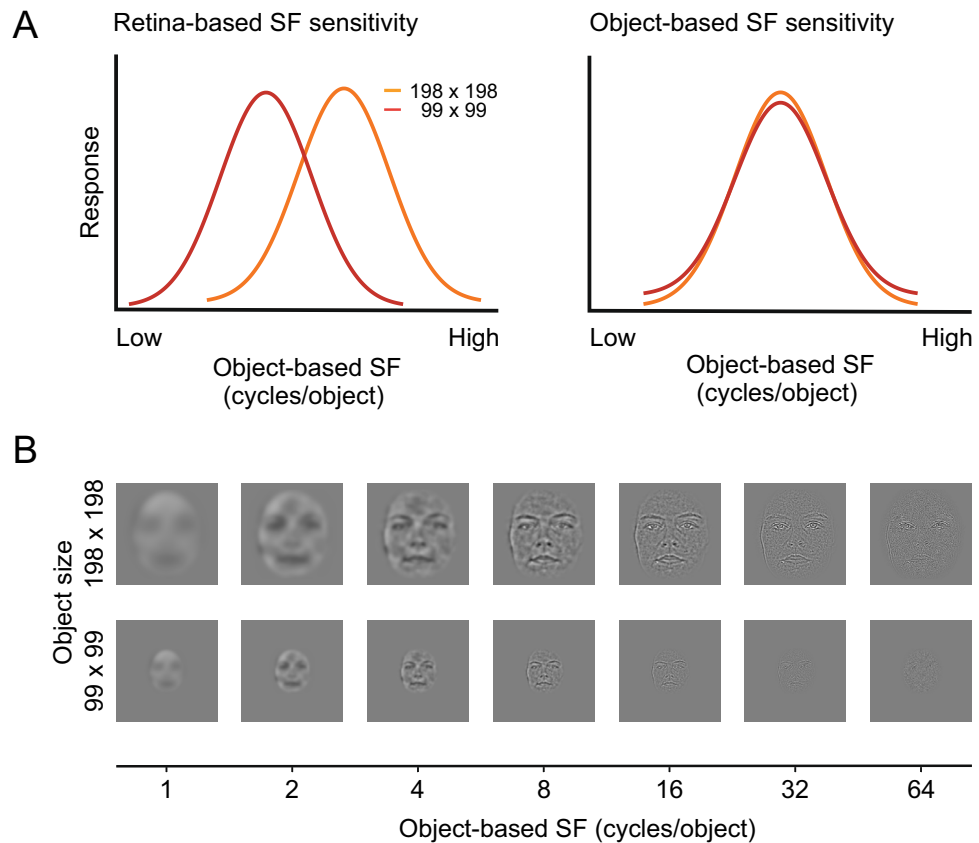 A
Retina-based SF sensitivity
Object-based SF sensitivity
198 x 198
99 x 99
Response
Low
High
Low
High
Object-based SF
(cycles/object)
Object-based SF
(cycles/object)
B
Object size
198 x 198
99 x 99
1 2 4 8 16 32 64
Object-based SF (cycles/object)